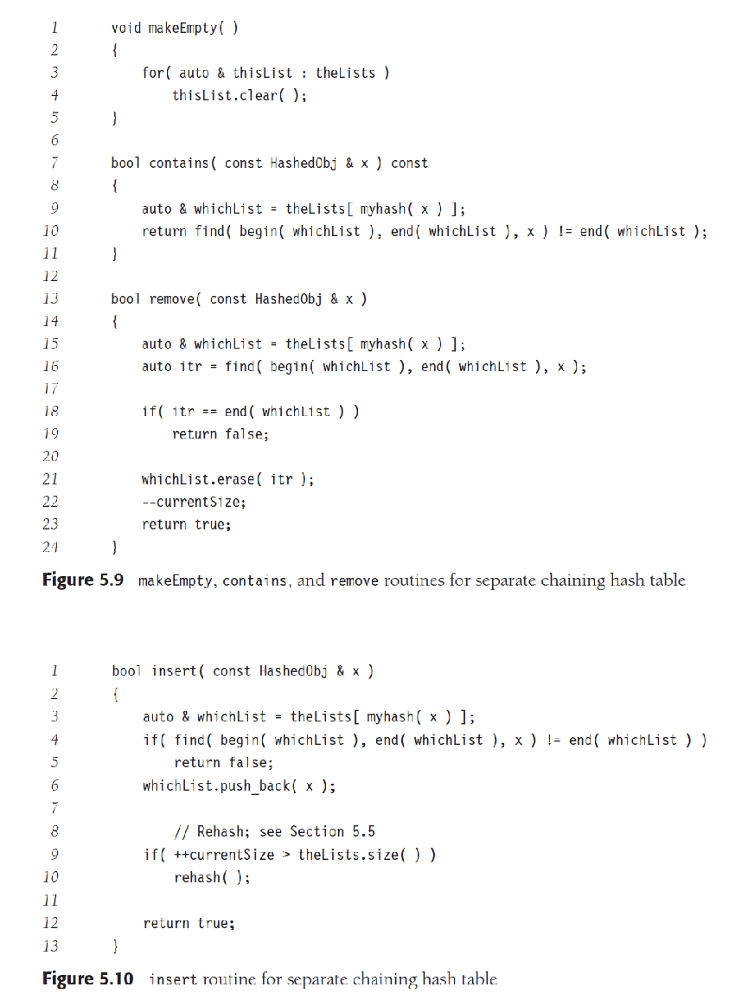 1 void makeEmpty( )
2 {
3 for( auto & thisList : theLists )
4 thisList.clear( );
5 }
6
7 bool contains( const HashedObj & x ) const
8 {
9 auto & whichList = theLists[ myhash( x ) ];
10 return find( begin( whichList ), end( whichList ), x ) != end( whichList );
11 }
12
13 bool remove( const HashedObj & x )
14 {
15 auto & whichList = theLists[ myhash( x ) ];
16 auto itr = find( begin( whichList ), end( whichList ), x );
17
18 if( itr == end( whichList ) )
19 return false;
20
21 whichList.erase( itr );
22 --currentSize;
23 return true;
24 }
Figure 5.9 makeEmpty, contains, and remove routines for separate chaining hash table
1 bool insert( const HashedObj & x )
2 {
3 auto & whichList = theLists[ myhash( x ) ];
4 if( find( begin( whichList ), end( whichList ), x ) != end( whichList ) )
5 return false;
6 whichList.push_back( x );
7
8 // Rehash; see Section 5.5
9 if( ++currentSize > theLists.size( ) )
10 rehash( );
11
12 return true;
13 }
Figure 5.10 insert routine for separate chaining hash table